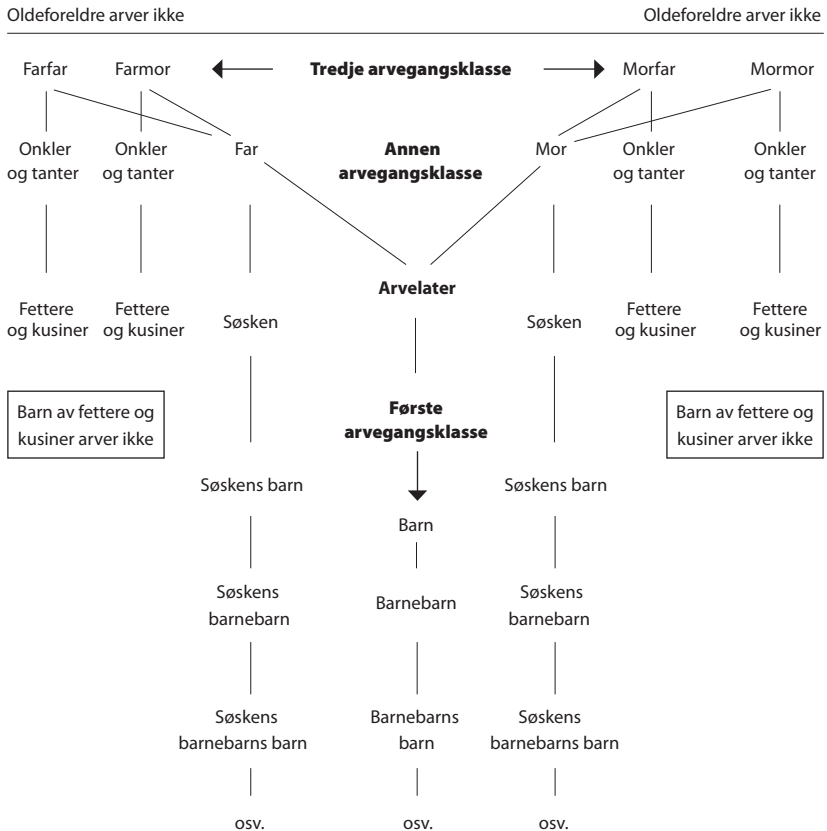 Oldeforeldre arver ikke
Oldeforeldre arver ikke
Farfar
Farmor
Tredje arvegangsklasse
Morfar
Mormor
Onkler
og tanter
Onkler
og tanter
Far
Annen
arvegangsklasse
Mor
Onkler
og tanter
Onkler
og tanter
Arvelater
Fettere
og kusiner
Fettere
og kusiner
Søsken
Søsken
Fettere
og kusiner
Fettere
og kusiner
Barn av fettere og
kusiner arver ikke
Første
arvegangsklasse
Barn av fettere og
kusiner arver ikke
Søskens barn
Søskens barn
Barn
Søskens
barnebarn
Barnebarn
Søskens
barnebarn
Søskens
barnebarns barn
Barnebarns
barn
Søskens
barnebarns barn
osv.
osv.
osv.